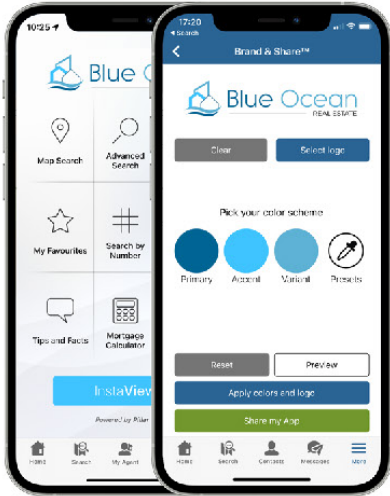 10:25
Blue
Map Search
Advanced
Search
My Favourites
Search by
Number
Tips and Facts
Mortgage
Calculator
InstaView
Powered by
Home
Search
My Agent
17:20
Search
Brand & Share™
Blue Ocean
REAL ESTATE
Clear
Select logo
Pick your color scheme
Primary
Accent
Variant
Presets
Reset
Preview
Apply colors and logo
Share my App
Home
Search
Contacts
Messages
More